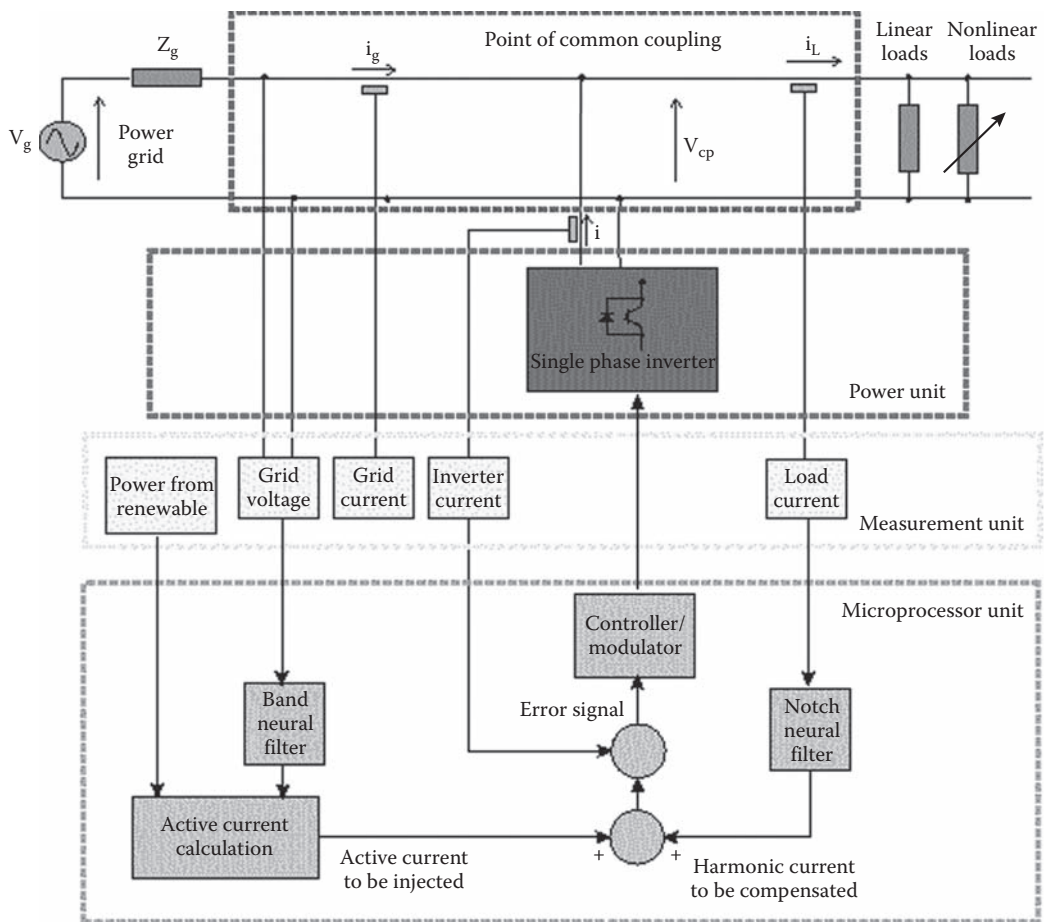 Point of common coupling
Z_g
i_g
i_L
Linear
loads
Nonlinear
loads
V_g
Power
grid
V_cp
i
Single phase inverter
Power unit
Power from
renewable
Grid
voltage
Grid
current
Inverter
current
Load
current
Measurement unit
Microprocessor unit
Controller/
modulator
Band
neural
filter
Error signal
Notch
neural
filter
Active current
calculation
+
+
Active current
to be injected
Harmonic current
to be compensated